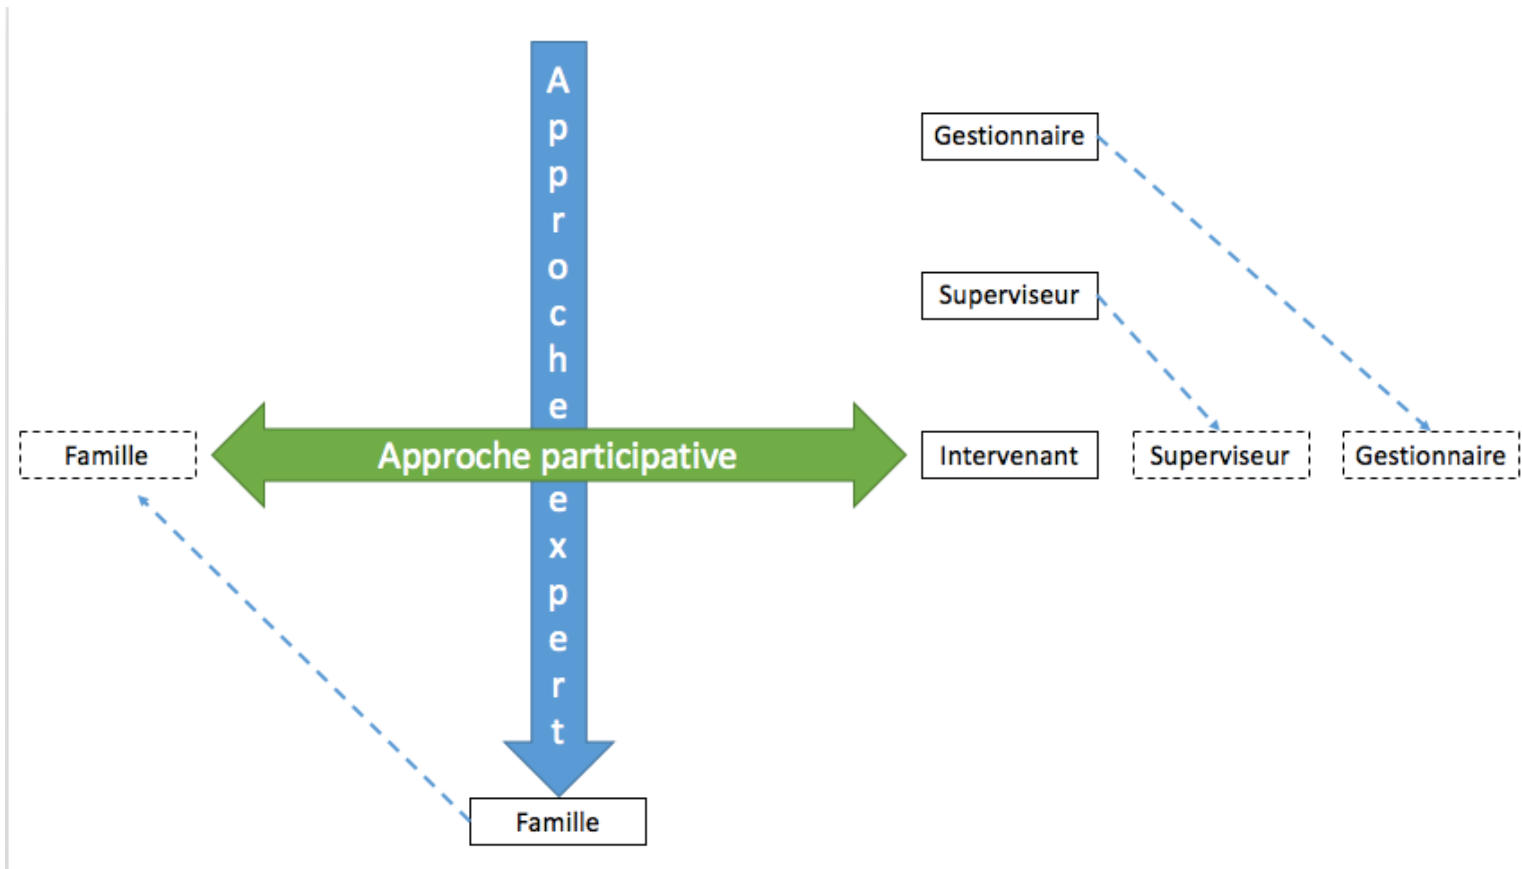 Approche expert
Gestionnaire
Superviseur
Famille
Approche participative
Intervenant
Superviseur
Gestionnaire
Famille